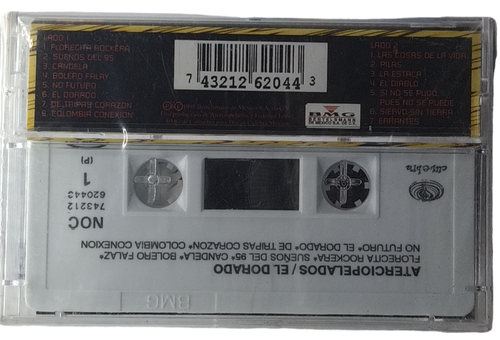 LADO 1
1. FLORECITA ROCKERA
2. SUEÑOS DEL 95
3. CANDELA
4. BOLERO FALAZ
5. NO FUTURO
6. EL DORADO
7. DE TRIPAS CORAZON
8. COLOMBIA CONEXION
7 43212 62044 3
BMG
LADO 2
1. LAS COSAS DE LA VIDA
2. PILAS
3. LA ESTACA
4. EL DIABLO
5. SI NO SE PUDO,
PUES NO SE PUEDE
6. SIERVO SIN TIERRA
7. ERRANTES
ATERCIOPELADOS / EL DORADO
FLORECITA ROCKERA* SUEÑOS DEL 95* CANDELA* BOLERO FALAZ*
NO FUTURO* EL DORADO* DE TRIPAS CORAZON* COLOMBIA CONEXION
NOC
743212
620443
1
(P)
BMG